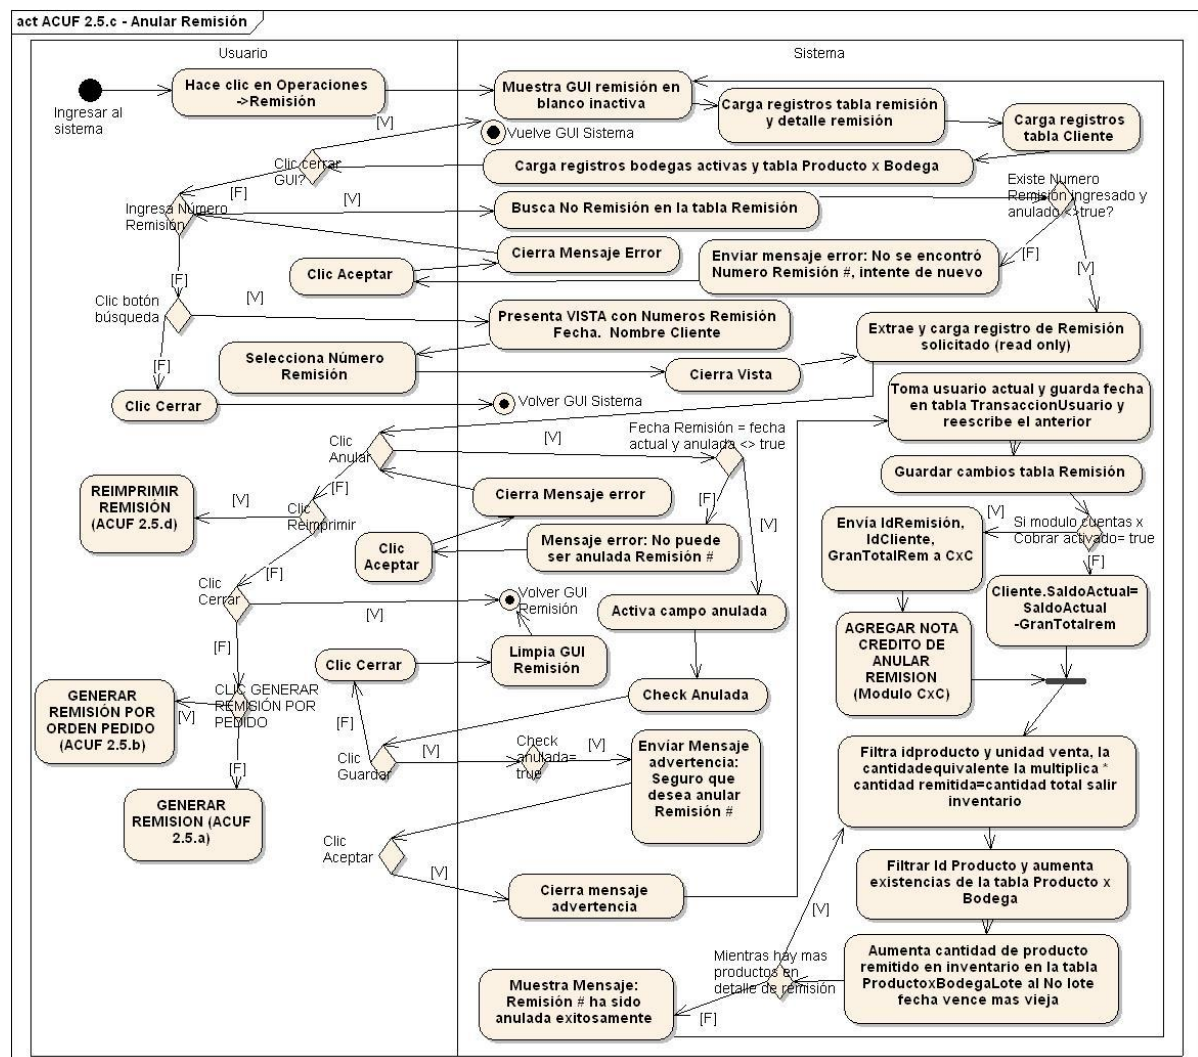 act ACUF 2.5.c - Anular Remisión
Usuario
Sistema
Ingresar al
sistema
Hace clic en Operaciones
->Remisión
Muestra GUI remisión en
blanco inactiva
Carga registros tabla remisión
y detalle remisión
Carga registros
tabla Cliente
[V]
Vuelve GUI Sistema
Clic cerrar
GUI?
Carga registros bodegas activas y tabla Producto x Bodega
[F]
[V]
Ingresa Número
Remisión
Busca No Remisión en la tabla Remisión
Existe Numero
Remisión ingresado y
anulado <>true?
Cierra Mensaje Error
Clic Aceptar
Enviar mensaje error: No se encontró
Numero Remisión #, intente de nuevo
[F]
[V]
[F]
Clic botón
búsqueda
[V]
Presenta VISTA con Numeros Remisión
Fecha.  Nombre Cliente
Extrae y carga registro de Remisión
solicitado (read only)
Selecciona Número
Remisión
Cierra Vista
[F]
Clic Cerrar
Volver GUI Sistema
Toma usuario actual y guarda fecha
en tabla TransaccionUsuario y
reescribe el anterior
Clic
Anular
[V]
Fecha Remisión = fecha
actual y anulada <> true
Guardar cambios tabla Remisión
[F]
REIMPRIMIR
REMISIÓN
(ACUF 2.5.d)
[V]
Clic
Reimprimir
Cierra Mensaje error
[F]
[V]
Clic
Aceptar
Mensaje error: No puede
ser anulada Remisión #
Envía IdRemisión,
IdCliente,
GranTotalRem a CxC
[V]
Si modulo cuentas x
Cobrar activado= true
[F]
[F]
Clic
Cerrar
[V]
Volver GUI
Remisión
Activa campo anulada
Cliente.SaldoActual=
SaldoActual
-GranTotalrem
AGREGAR NOTA
CREDITO DE
ANULAR
REMISION
(Modulo CxC)
[F]
Clic Cerrar
Limpia GUI
Remisión
Check Anulada
GENERAR
REMISIÓN POR
ORDEN PEDIDO
(ACUF 2.5.b)
[V]
CLIC GENERAR
REMISIÓN POR
PEDIDO
[F]
[F]
Clic
Guardar
[V]
Check
anulada=
true
[V]
Envíar Mensaje
advertencia:
Seguro que
desea anular
Remisión #
Filtra idproducto y unidad venta, la
cantidadequivalente la multiplica *
cantidad remitida=cantidad total salir
inventario
GENERAR
REMISION (ACUF
2.5.a)
Clic
Aceptar
[V]
Cierra mensaje
advertencia
Filtrar Id Producto y aumenta
existencias de la tabla Producto x
Bodega
[V]
Mientras hay mas
productos en
detalle de remisión
Aumenta cantidad de producto
remitido en inventario en la tabla
ProductoxBodegaLote al No lote
fecha vence mas vieja
[F]
Muestra Mensaje:
Remisión # ha sido
anulada exitosamente